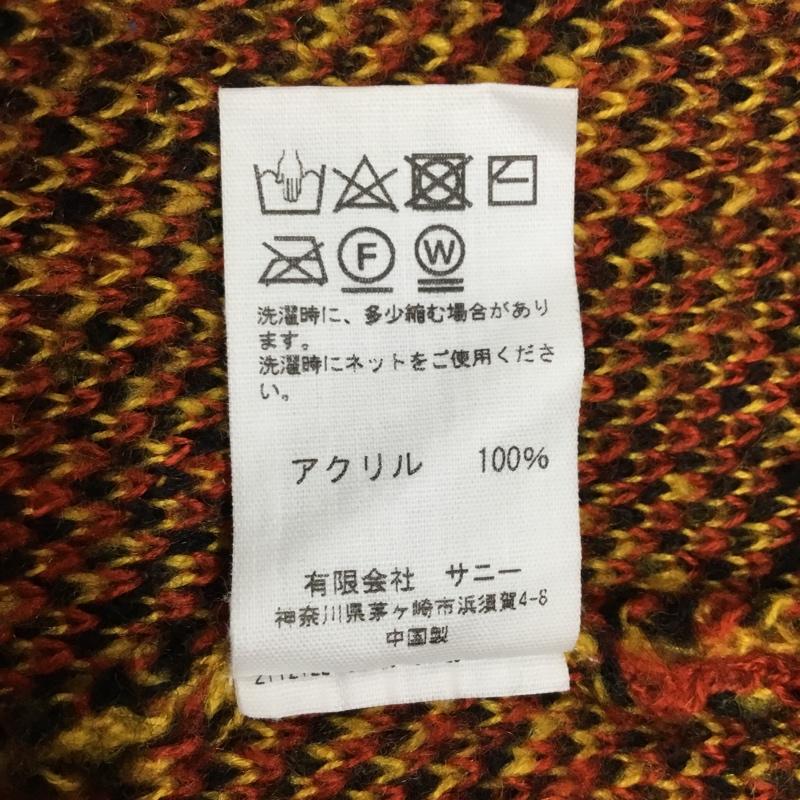 F W
洗濯時に、多少縮む場合があり
ます。
洗濯時にネットをご使用くださ
い。
アクリル 100%
有限会社 サニー
神奈川県茅ヶ崎市浜須賀4-8
中国製